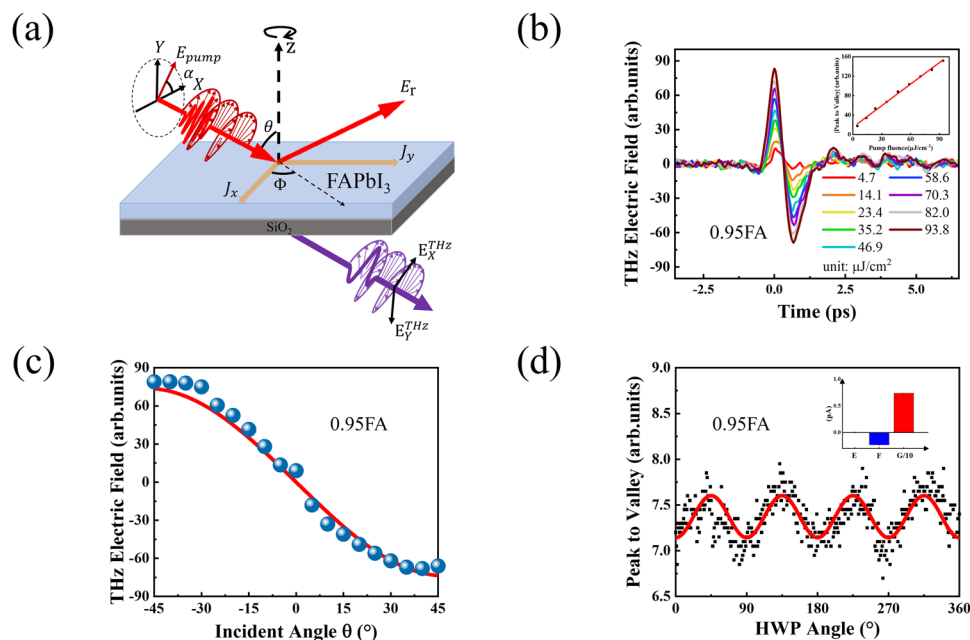 (a)
Y
E_pump
α
X
z
θ
E_r
J_y
J_x
Φ
FAPbI₃
SiO₂
E_X^THz
E_Y^THz
(b)
THz Electric Field (arb.units)
90
60
30
0
-30
-60
-90
|Peak to Valley (arb.units)
160
120
80
40
0
0 20 40 60 80 100
Pump fluence(μJ/cm²)
4.7 58.6
14.1 70.3
23.4 82.0
35.2 93.8
46.9
0.95FA
unit: μJ/cm²
-2.5 0.0 2.5 5.0
Time (ps)
(c)
THz Electric Field (arb.units)
90
60
30
0
-30
-60
-90
0.95FA
-45 -30 -15 0 15 30 45
Incident Angle θ (°)
(d)
Peak to Valley (arb.units)
9.0
8.5
8.0
7.5
7.0
6.5
0.95FA
(pA)
1.0
0.5
0.0
E F G/10
0 90 180 270 360
HWP Angle (°)